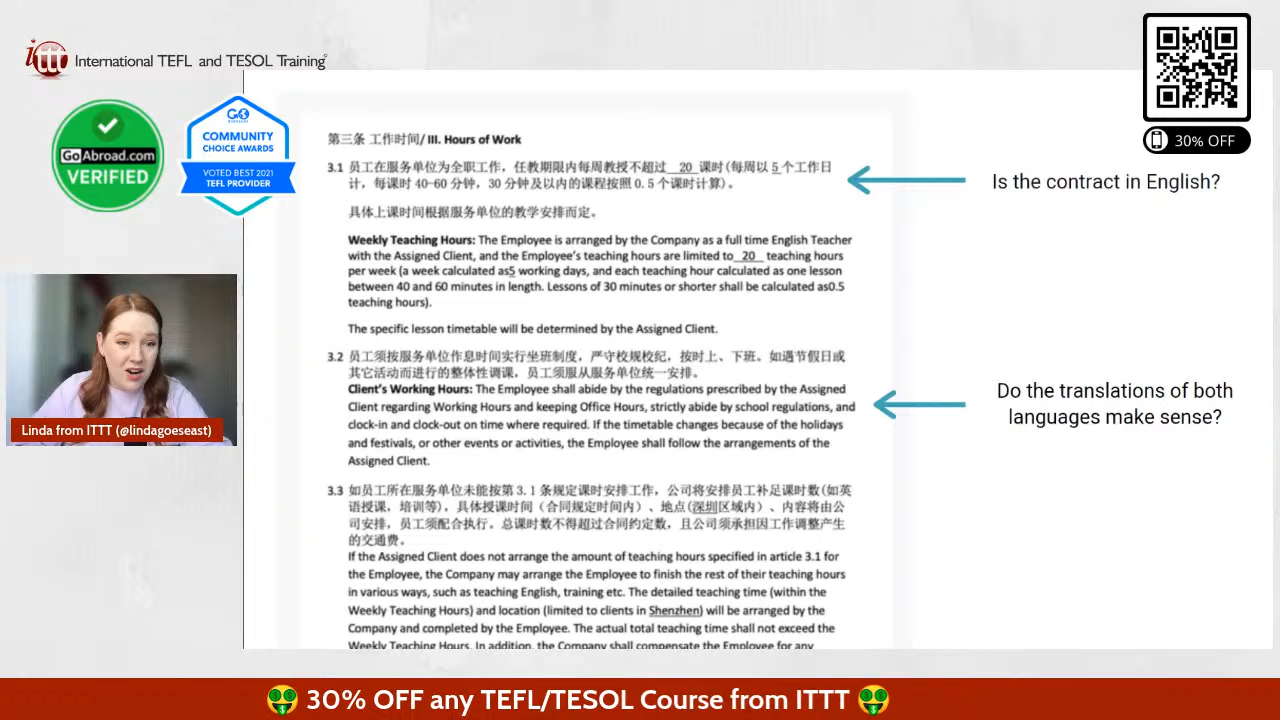 ittt International TEFL and TESOL Training
GoAbroad.com
VERIFIED
GO
OVERSEAS
COMMUNITY
CHOICE AWARDS
VOTED BEST 2021
TEFL PROVIDER
30% OFF
第三条 工作时间/ III. Hours of Work
3.1 员工在服务单位为全职工作，任教期限内每周教授不超过 20 课时(每周以 5 个工作日
计，每课时 40-60 分钟，30 分钟及以内的课程按照 0.5 个课时计算)。
具体上课时间根据服务单位的教学安排而定。
Weekly Teaching Hours: The Employee is arranged by the Company as a full time English Teacher
with the Assigned Client, and the Employee's teaching hours are limited to 20 teaching hours
per week (a week calculated as5 working days, and each teaching hour calculated as one lesson
between 40 and 60 minutes in length. Lessons of 30 minutes or shorter shall be calculated as0.5
teaching hours).
The specific lesson timetable will be determined by the Assigned Client.
3.2 员工须按服务单位作息时间实行坐班制度，严守校规校纪，按时上、下班。如遇节假日或
其它活动而进行的整体性调课，员工须服从服务单位统一安排。
Client's Working Hours: The Employee shall abide by the regulations prescribed by the Assigned
Client regarding Working Hours and keeping Office Hours, strictly abide by school regulations, and
clock-in and clock-out on time where required. If the timetable changes because of the holidays
and festivals, or other events or activities, the Employee shall follow the arrangements of the
Assigned Client.
3.3 如员工所在服务单位未能按第 3.1 条规定课时安排工作，公司将安排员工补足课时数(如英
语授课，培训等)，具体授课时间（合同规定时间内）、地点(深圳区域内）、内容将由公
司安排，员工须配合执行。总课时数不得超过合同约定数，且公司须承担因工作调整产生
的交通费。
If the Assigned Client does not arrange the amount of teaching hours specified in article 3.1 for
the Employee, the Company may arrange the Employee to finish the rest of their teaching hours
in various ways, such as teaching English, training etc. The detailed teaching time (within the
Weekly Teaching Hours) and location (limited to clients in Shenzhen) will be arranged by the
Company and completed by the Employee. The actual total teaching time shall not exceed the
Weekly Teaching Hours. In addition, the Company shall compensate the Employee for any
Is the contract in English?
Do the translations of both
languages make sense?
Linda from ITTT (@lindagoeseast)
30% OFF any TEFL/TESOL Course from ITTT